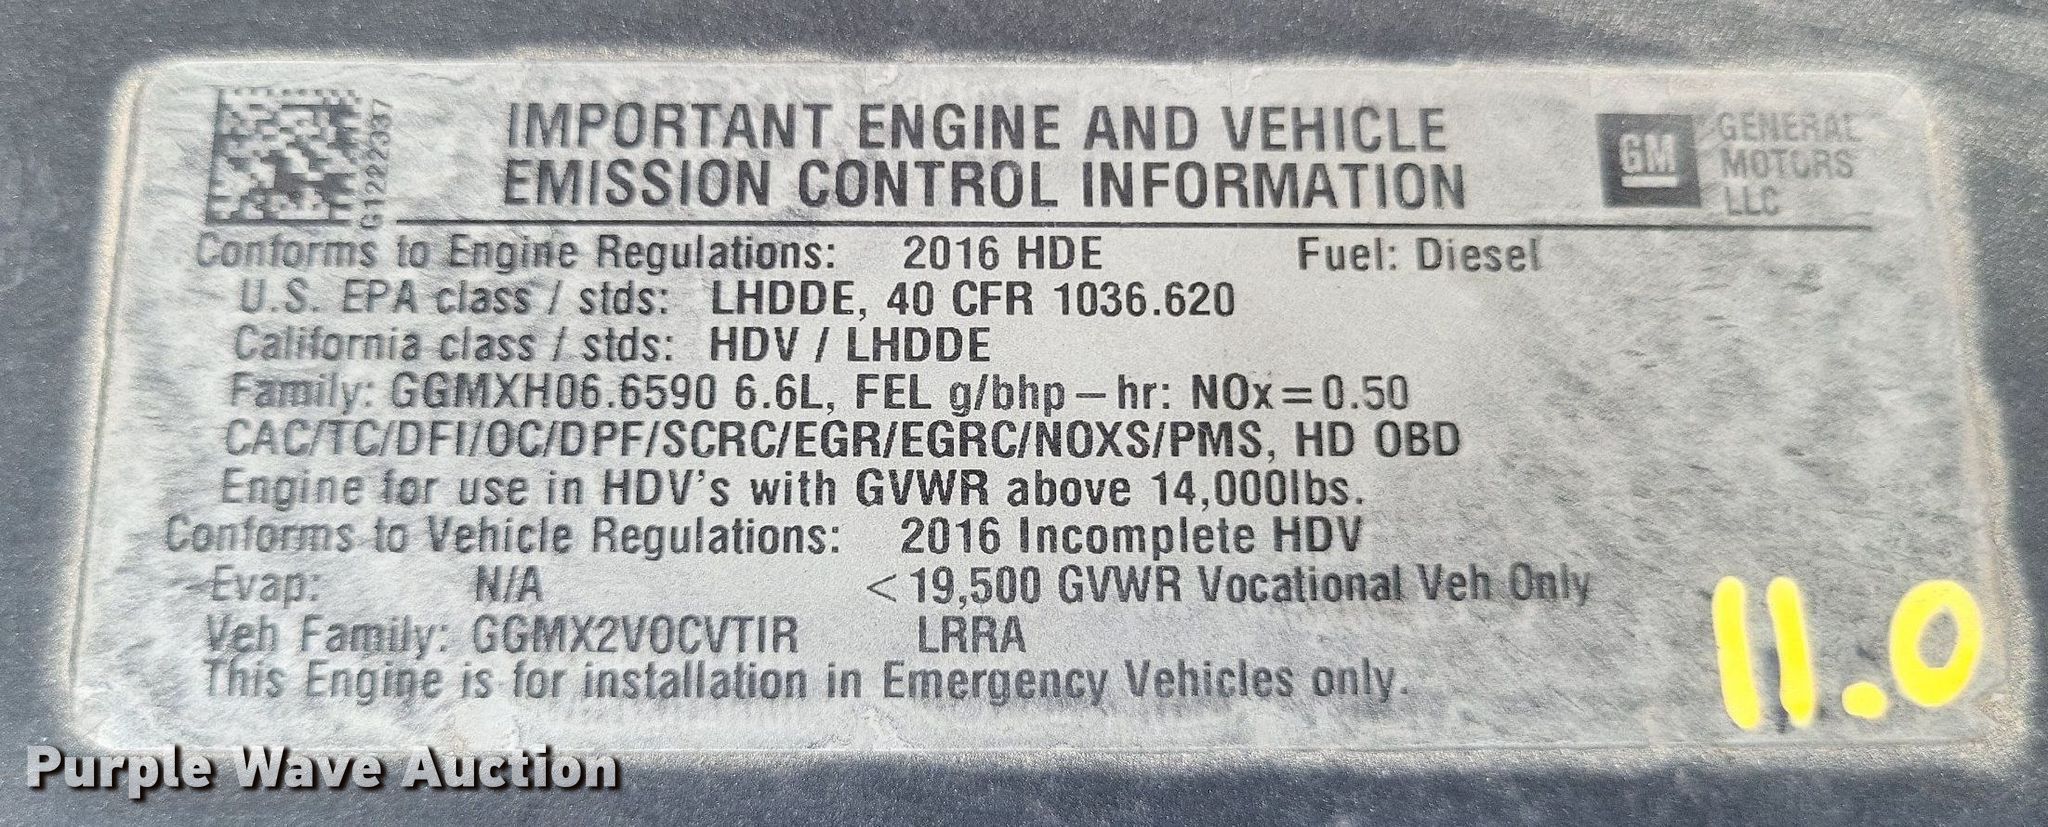 G1222337
IMPORTANT ENGINE AND VEHICLE
EMISSION CONTROL INFORMATION
GM
GENERAL
MOTORS
LLC
Conforms to Engine Regulations: 2016 HDE Fuel: Diesel
U.S. EPA class / stds: LHDDE, 40 CFR 1036.620
California class / stds: HDV / LHDDE
Family: GGMXH06.6590 6.6L, FEL g/bhp-hr: NOx=0.50
CAC/TC/DFI/OC/DPF/SCRC/EGR/EGRC/NOXS/PMS, HD OBD
Engine for use in HDV's with GVWR above 14,000lbs.
Conforms to Vehicle Regulations: 2016 Incomplete HDV
Evap: N/A <19,500 GVWR Vocational Veh Only
Veh Family: GGMX2VOCVTIR LRRA
This Engine is for installation in Emergency Vehicles only.
11.0
Purple Wave Auction